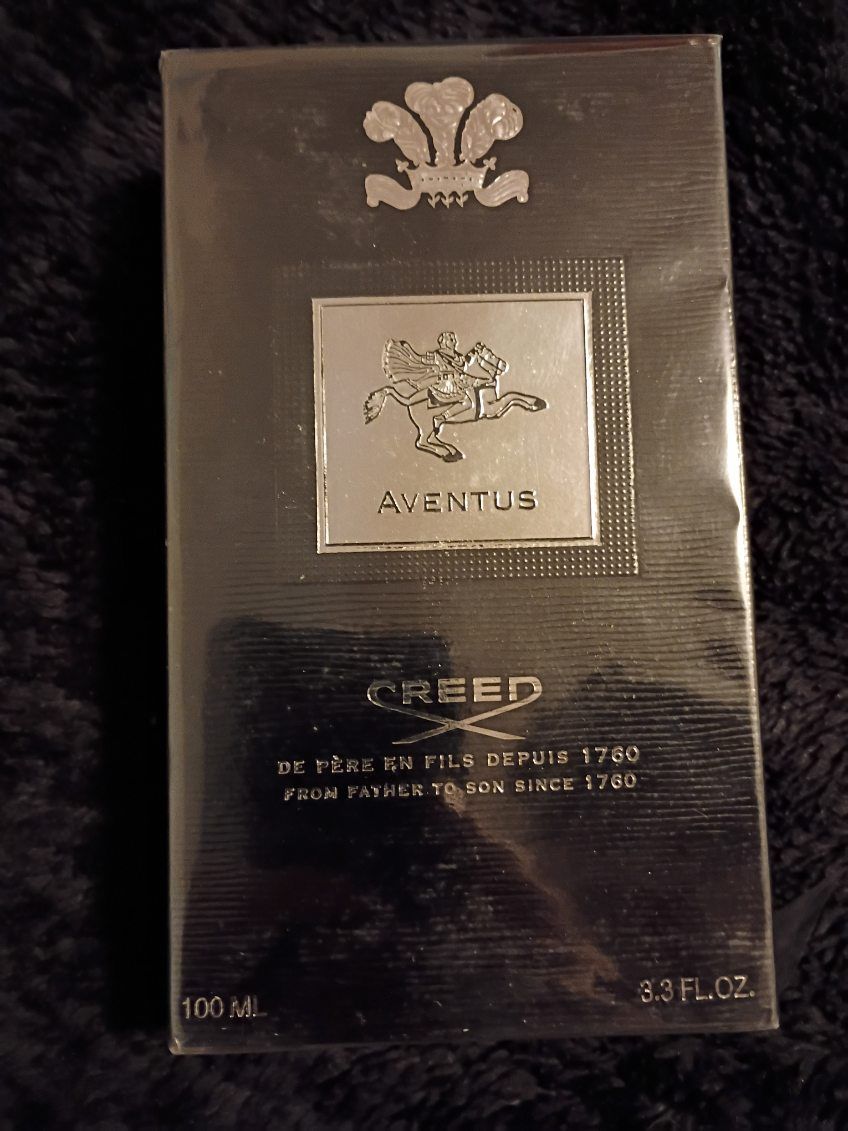 AVENTUS
CREED
DE PÈRE EN FILS DEPUIS 1760
FROM FATHER TO SON SINCE 1760
100 ML
3.3 FL.OZ.